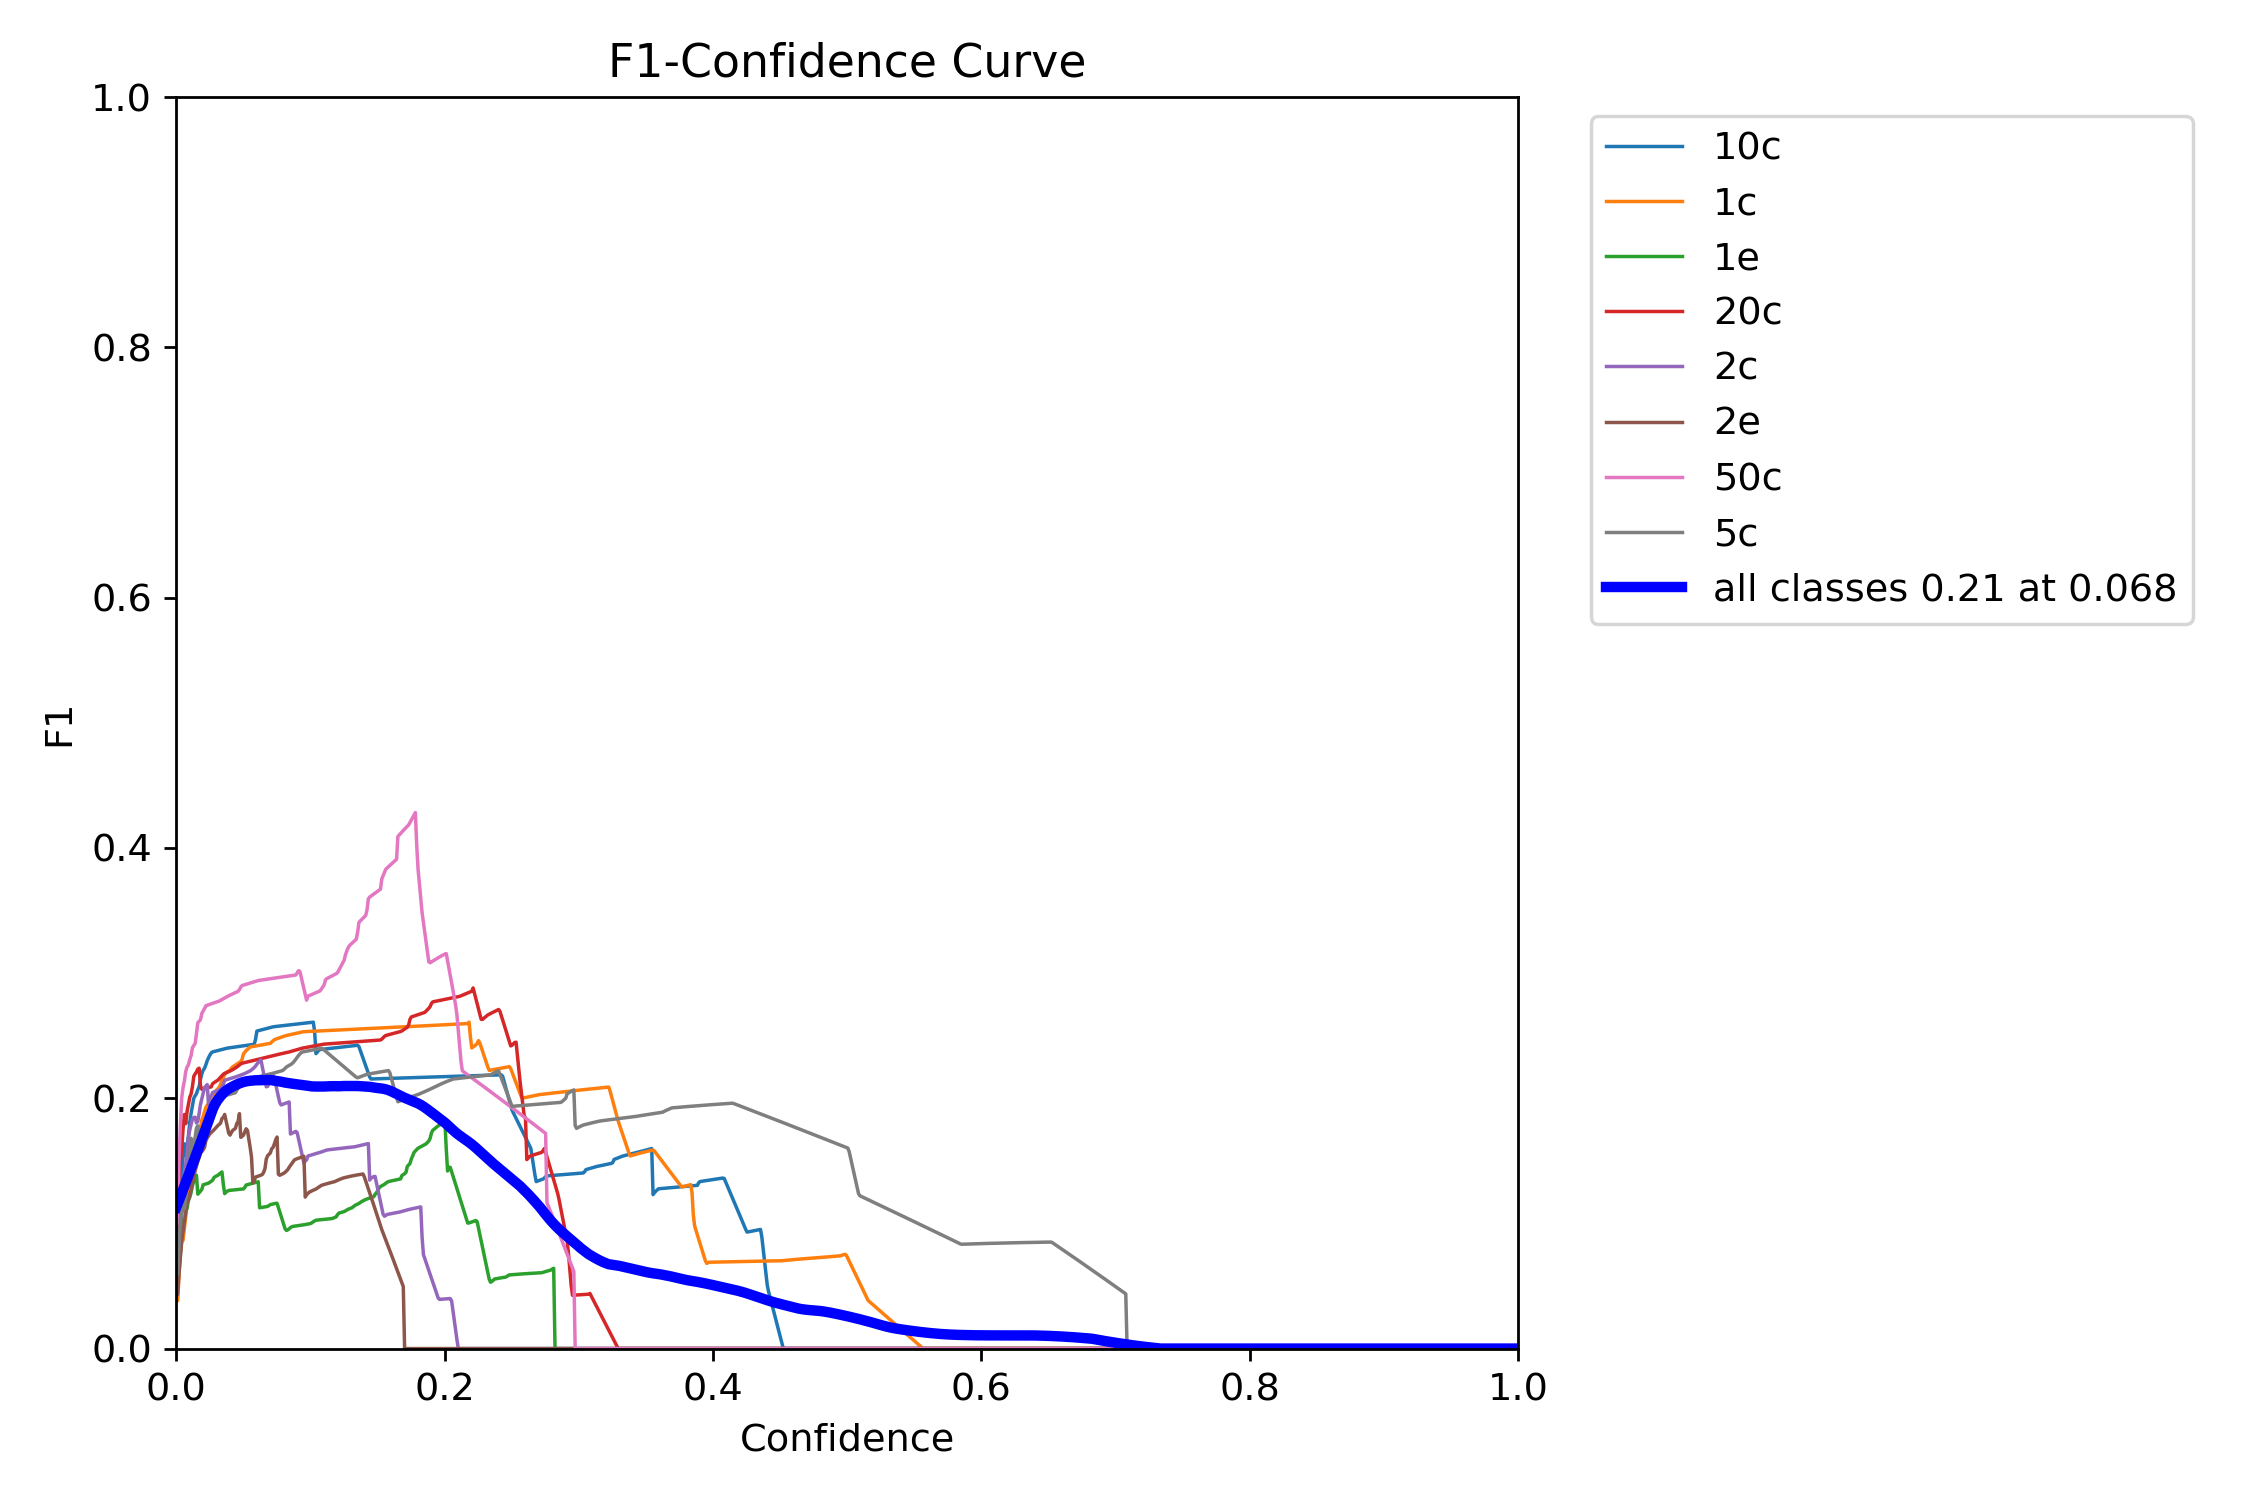 F1-Confidence Curve
1.0
0.8
0.6
0.4
0.2
0.0
F1
0.0 0.2 0.4 0.6 0.8 1.0
Confidence
10c
1c
1e
20c
2c
2e
50c
5c
all classes 0.21 at 0.068